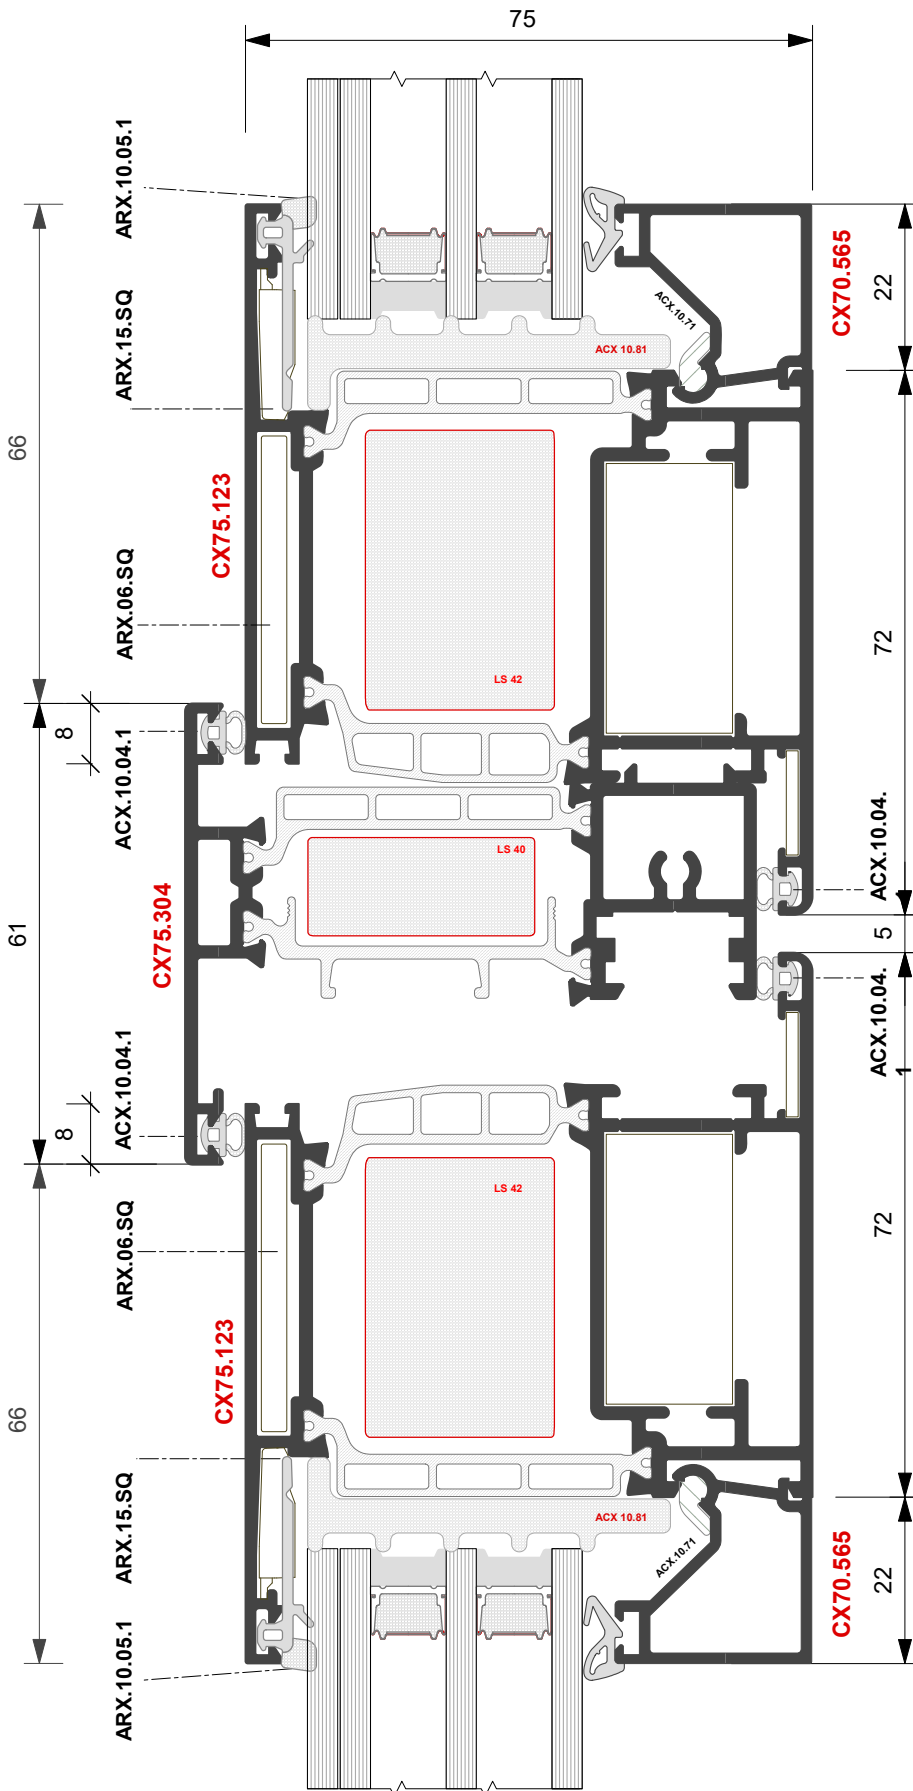 75
ARX.10.05.1
ARX.15.SQ
CX75.123
ARX.06.SQ
ACX.10.04.1
CX75.304
ACX.10.04.1
ARX.06.SQ
CX75.123
ARX.15.SQ
ARX.10.05.1
66
8
61
8
66
ACX 10.81
ACX.10.71
LS 42
LS 40
LS 42
ACX 10.81
ACX.10.71
CX70.565
22
72
ACX.10.04.
1
5
ACX.10.04.
1
72
CX70.565
22